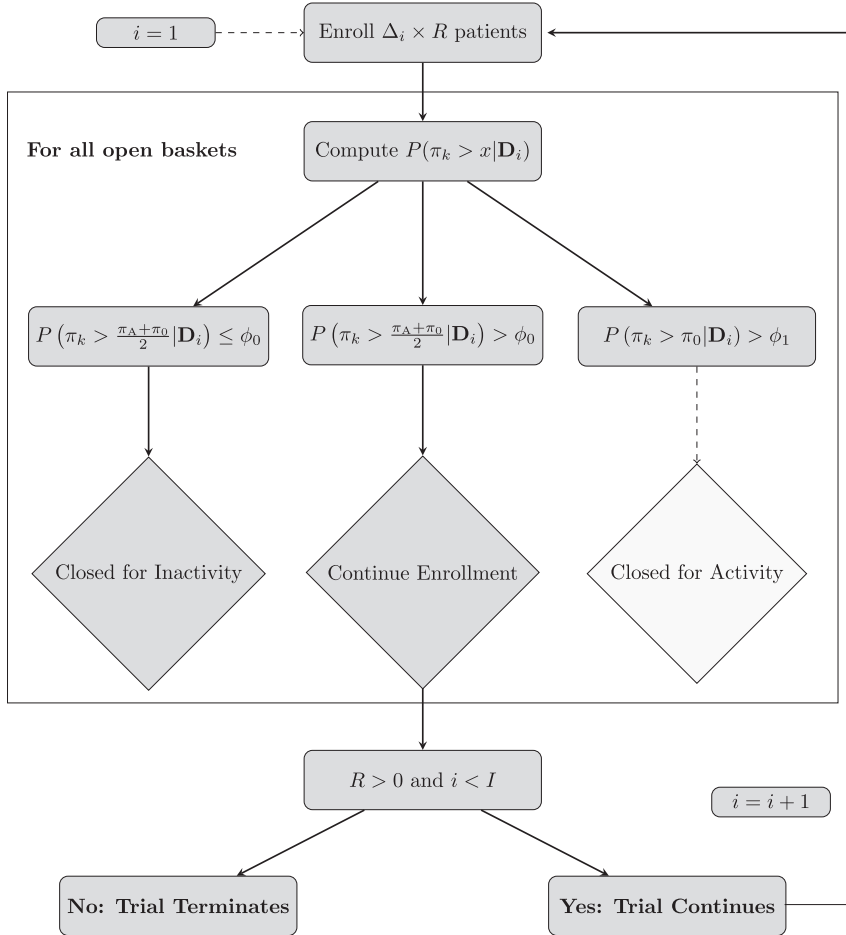 i = 1
Enroll Δ_i × R patients
For all open baskets
Compute P(π_k > x|D_i)
P(π_k > (π_A+π_0)/2 |D_i) ≤ ϕ_0
P(π_k > (π_A+π_0)/2 |D_i) > ϕ_0
P(π_k > π_0|D_i) > ϕ_1
Closed for Inactivity
Continue Enrollment
Closed for Activity
R > 0 and i < I
i = i + 1
No: Trial Terminates
Yes: Trial Continues